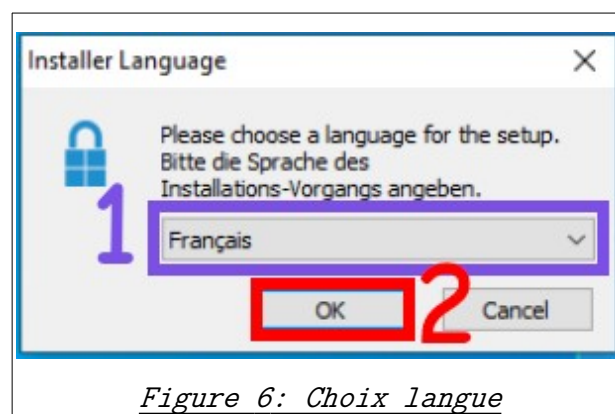 Installer Language
Please choose a language for the setup.
Bitte die Sprache des
Installations-Vorgangs angeben.
1
Français
OK
2
Cancel
Figure 6: Choix langue